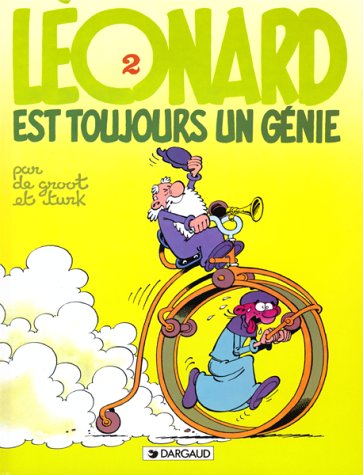 LÉONARD
2
EST TOUJOURS UN GÉNIE
par
de groot
et turk
DARGAUD